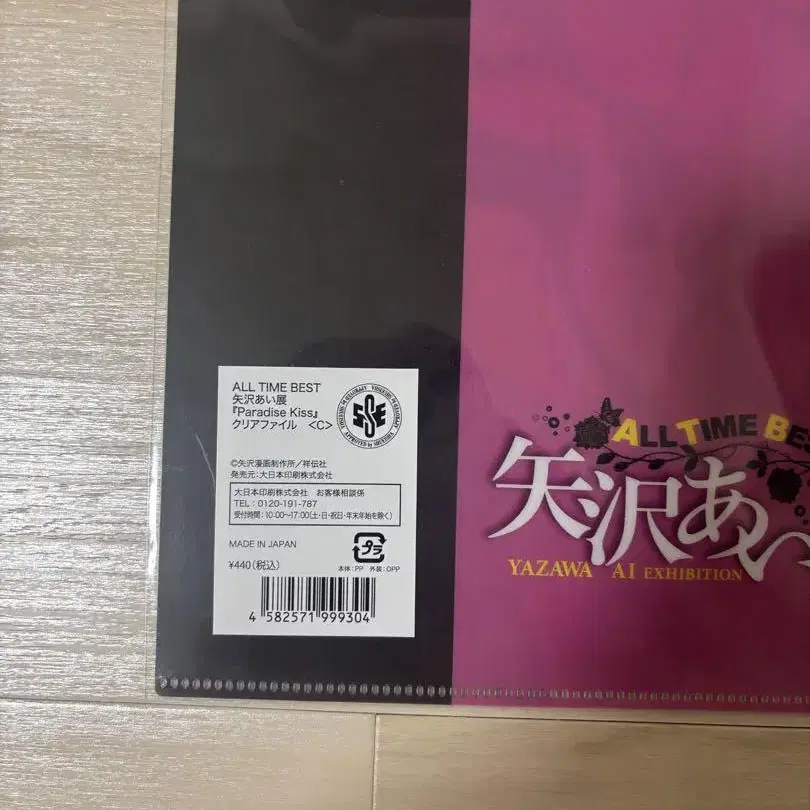 ALL TIME BEST
矢沢あい展
『Paradise Kiss』
クリアファイル <C>
©矢沢漫画制作所／祥伝社
発売元：大日本印刷株式会社
大日本印刷株式会社 お客様相談係
TEL：0120-191-787
受付時間：10:00〜17:00（土・日・祝日・年末年始を除く）
MADE IN JAPAN
プラ
¥440（税込）
本体：PP 外装：OPP
4 582571 999304
ALL TIME BES
矢沢あい
YAZAWA AI EXHIBITION